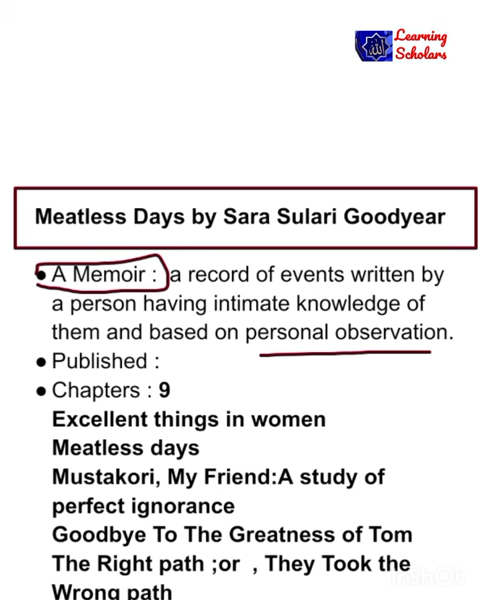 Learning
Scholars
Meatless Days by Sara Sulari Goodyear
● A Memoir : a record of events written by
a person having intimate knowledge of
them and based on personal observation.
● Published :
● Chapters : 9
Excellent things in women
Meatless days
Mustakori, My Friend:A study of
perfect ignorance
Goodbye To The Greatness of Tom
The Right path ;or , They Took the
Wrong path
InShOt